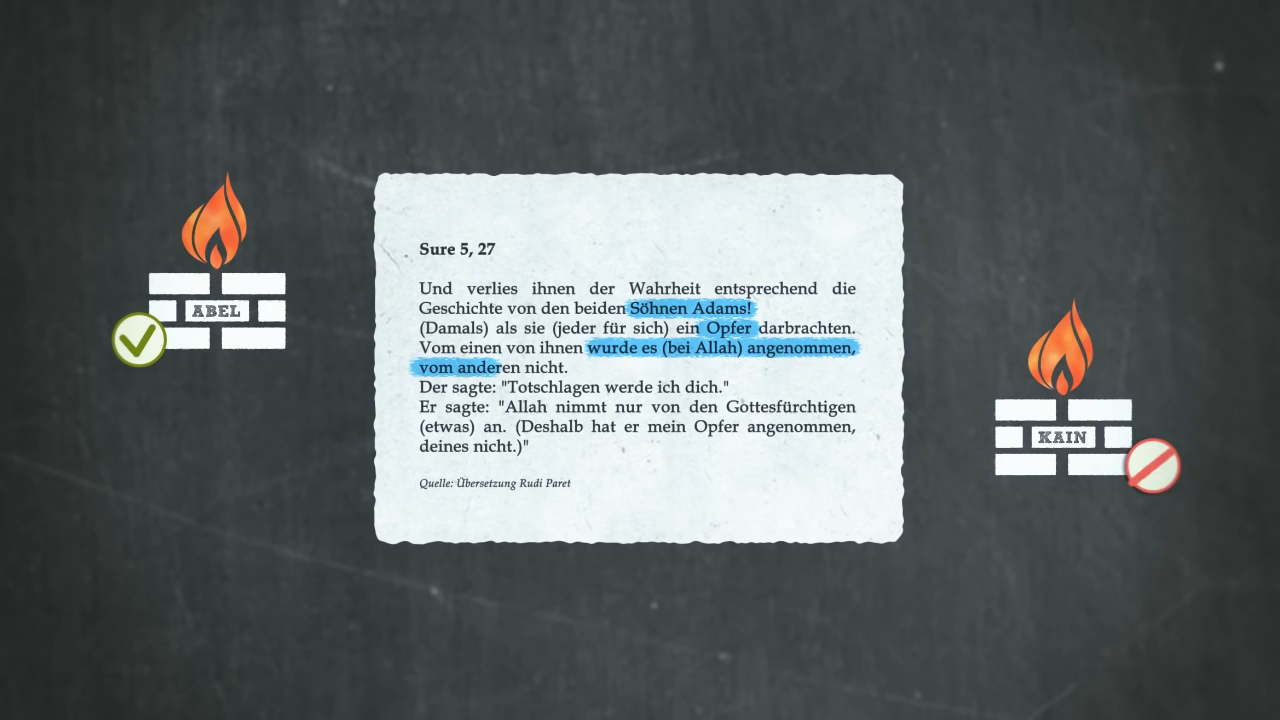 ABEL
Sure 5, 27
Und verlies ihnen der Wahrheit entsprechend die
Geschichte von den beiden Söhnen Adams!
(Damals) als sie (jeder für sich) ein Opfer darbrachten.
Vom einen von ihnen wurde es (bei Allah) angenommen,
vom anderen nicht.
Der sagte: "Totschlagen werde ich dich."
Er sagte: "Allah nimmt nur von den Gottesfürchtigen
(etwas) an. (Deshalb hat er mein Opfer angenommen,
deines nicht.)"
Quelle: Übersetzung Rudi Paret
KAIN